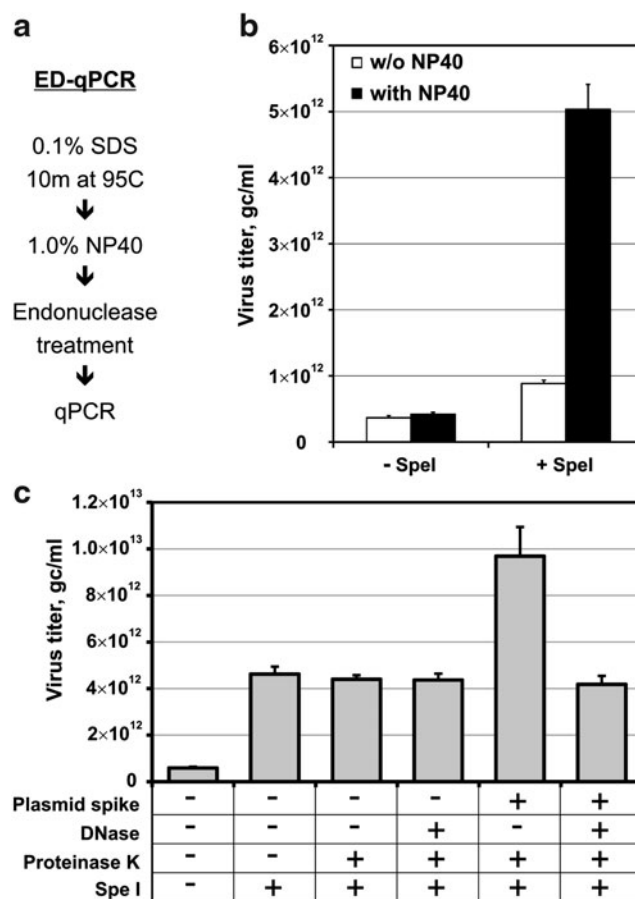 a
ED-qPCR
0.1% SDS
10m at 95C
↓
1.0% NP40
↓
Endonuclease
treatment
↓
qPCR
b
Virus titer, gc/ml
6×10¹²
5×10¹²
4×10¹²
3×10¹²
2×10¹²
1×10¹²
0
w/o NP40
with NP40
- SpeI
+ SpeI
c
Virus titer, gc/ml
1.2×10¹³
1.0×10¹³
8×10¹²
6×10¹²
4×10¹²
2×10¹²
0
Plasmid spike - - - - + +
DNase - - - + - +
Proteinase K - - + + + +
Spe I - + + + + +